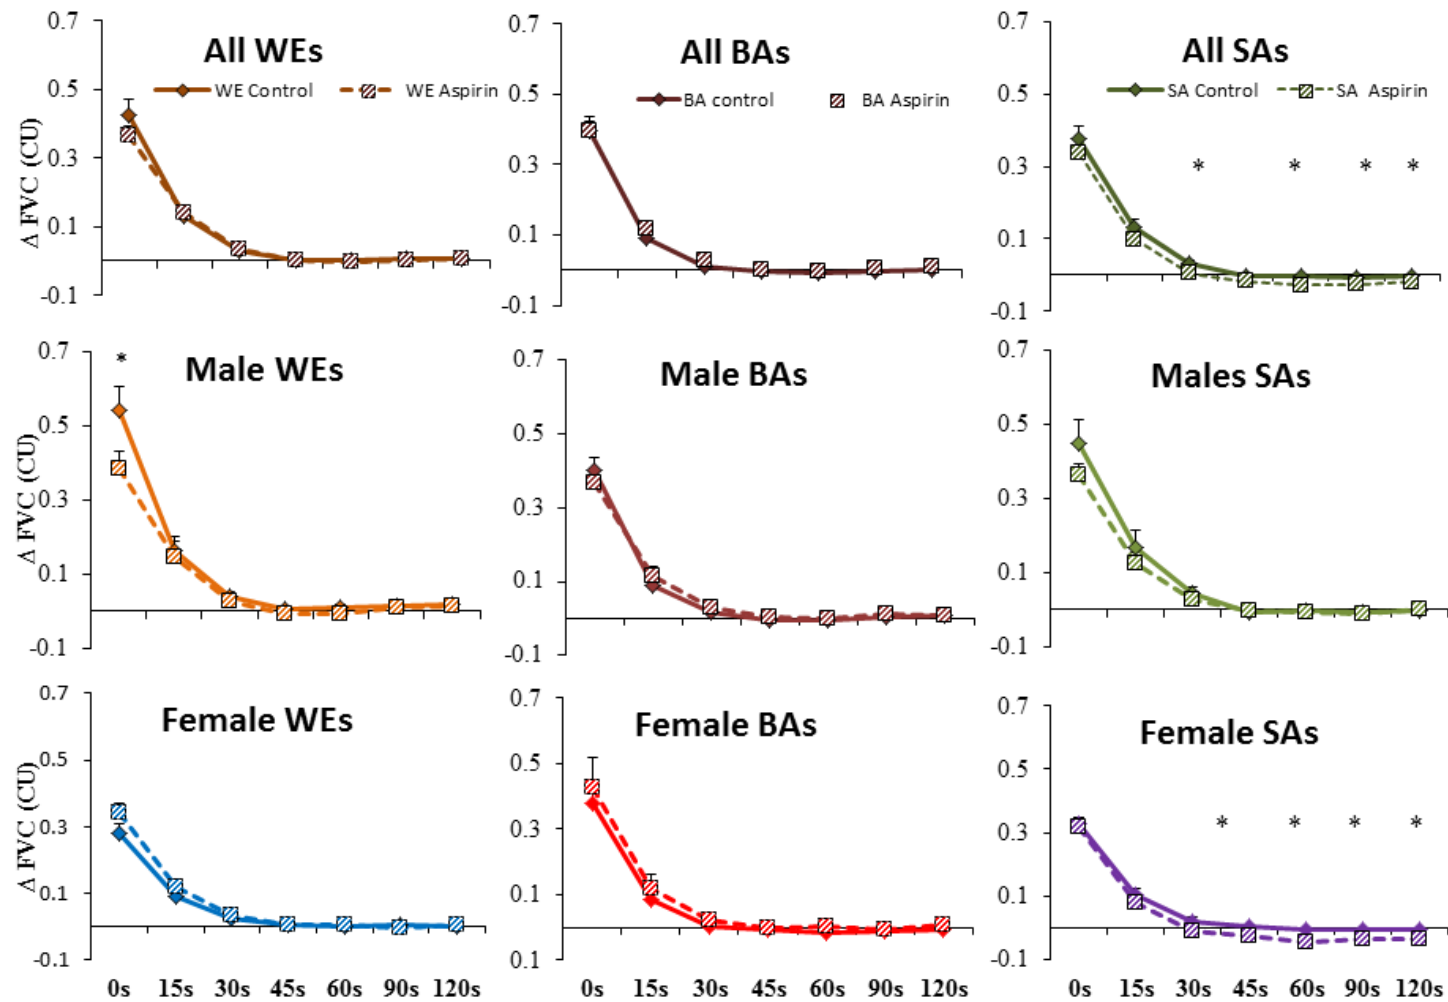 All WEs
WE Control WE Aspirin
Δ FVC (CU)
0.7
0.5
0.3
0.1
-0.1
All BAs
BA control BA Aspirin
0.7
0.5
0.3
0.1
-0.1
All SAs
SA Control SA Aspirin
* * * *
0.7
0.5
0.3
0.1
-0.1
Male WEs
*
Δ FVC (CU)
0.7
0.5
0.3
0.1
-0.1
Male BAs
0.7
0.5
0.3
0.1
-0.1
Males SAs
0.7
0.5
0.3
0.1
-0.1
Female WEs
Δ FVC (CU)
0.7
0.5
0.3
0.1
-0.1
0s 15s 30s 45s 60s 90s 120s
Female BAs
0.7
0.5
0.3
0.1
0.1
0s 15s 30s 45s 60s 90s 120s
Female SAs
* * * *
0.7
0.5
0.3
0.1
-0.1
0s 15s 30s 45s 60s 90s 120s